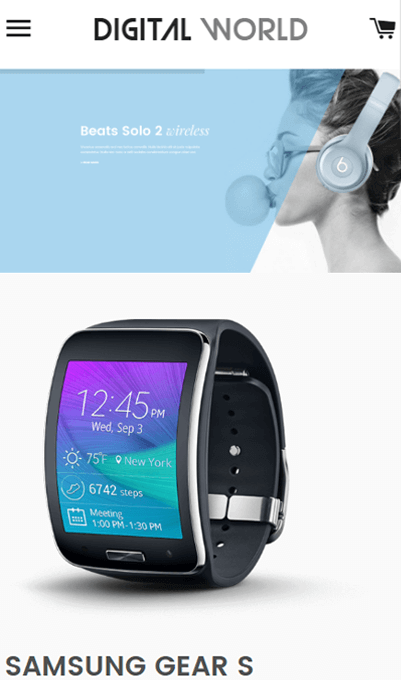 DIGITAL WORLD
Beats Solo 2 wireless
12:45 PM
Wed, Sep 3
75°F New York
6742 steps
Meeting
1:00 PM - 1:30 PM
SAMSUNG GEAR S